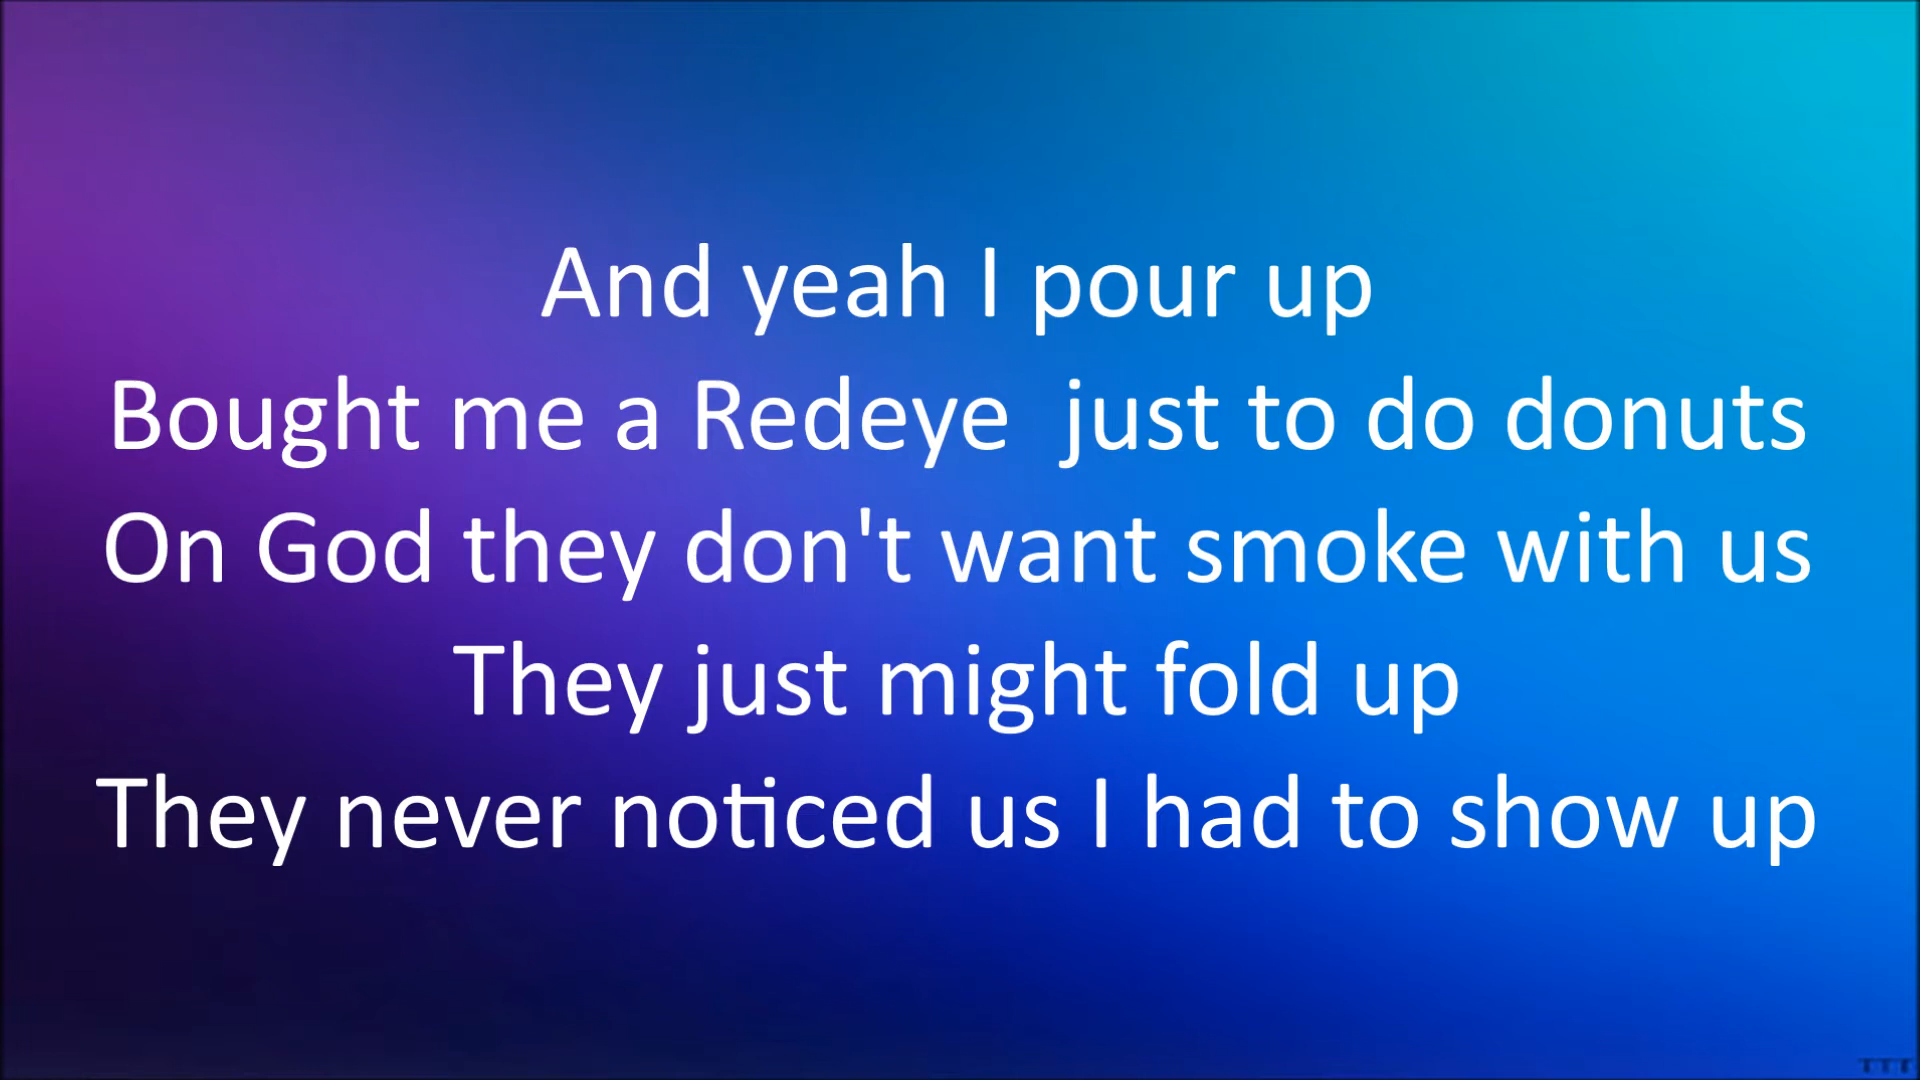 And yeah I pour up
Bought me a Redeye  just to do donuts
On God they don't want smoke with us
They just might fold up
They never noticed us I had to show up